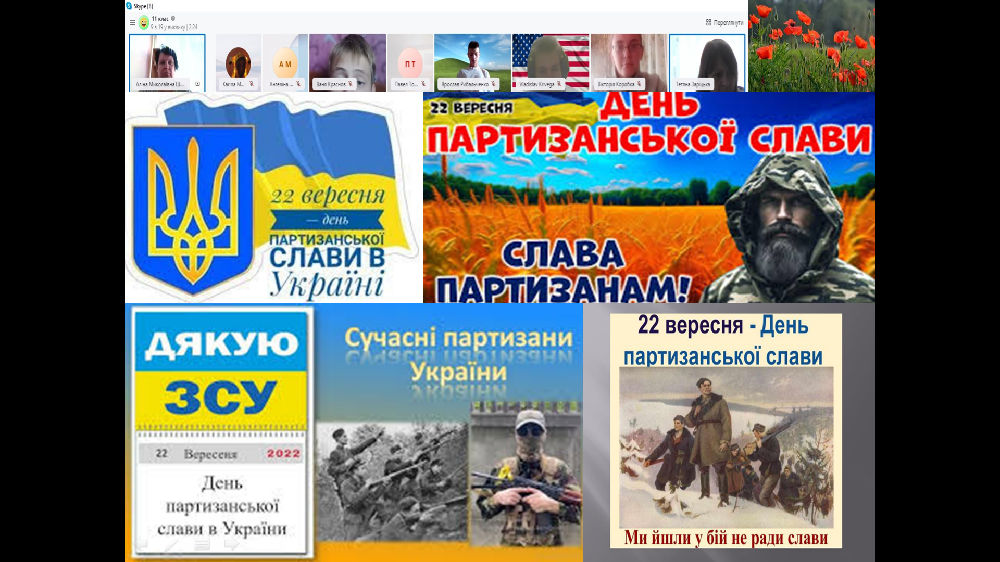 Skype [8]
11 клас
9 з 19 у виклику | 2:24
Переглянути
Аліна Миколаївна Ш...
Karina M...
АМ
Ангеліна ...
Ваня Краснов
ПТ
Павел То...
Ярослав Рибальченко
Vladislav Krivega
Вікторія Коробка
Тетяна Заріцька
22 вересня
— день
ПАРТИЗАНСЬКОЇ
СЛАВИ В
Україні
22 ВЕРЕСНЯ
ДЕНЬ
ПАРТИЗАНСЬКОЇ СЛАВИ
СЛАВА
ПАРТИЗАНАМ!
ДЯКУЮ
ЗСУ
22 Вересеня 2022
День
партизанської
слави в України
Сучасні партизани
України
22 вересня - День
партизанської слави
Ми йшли у бій не ради слави